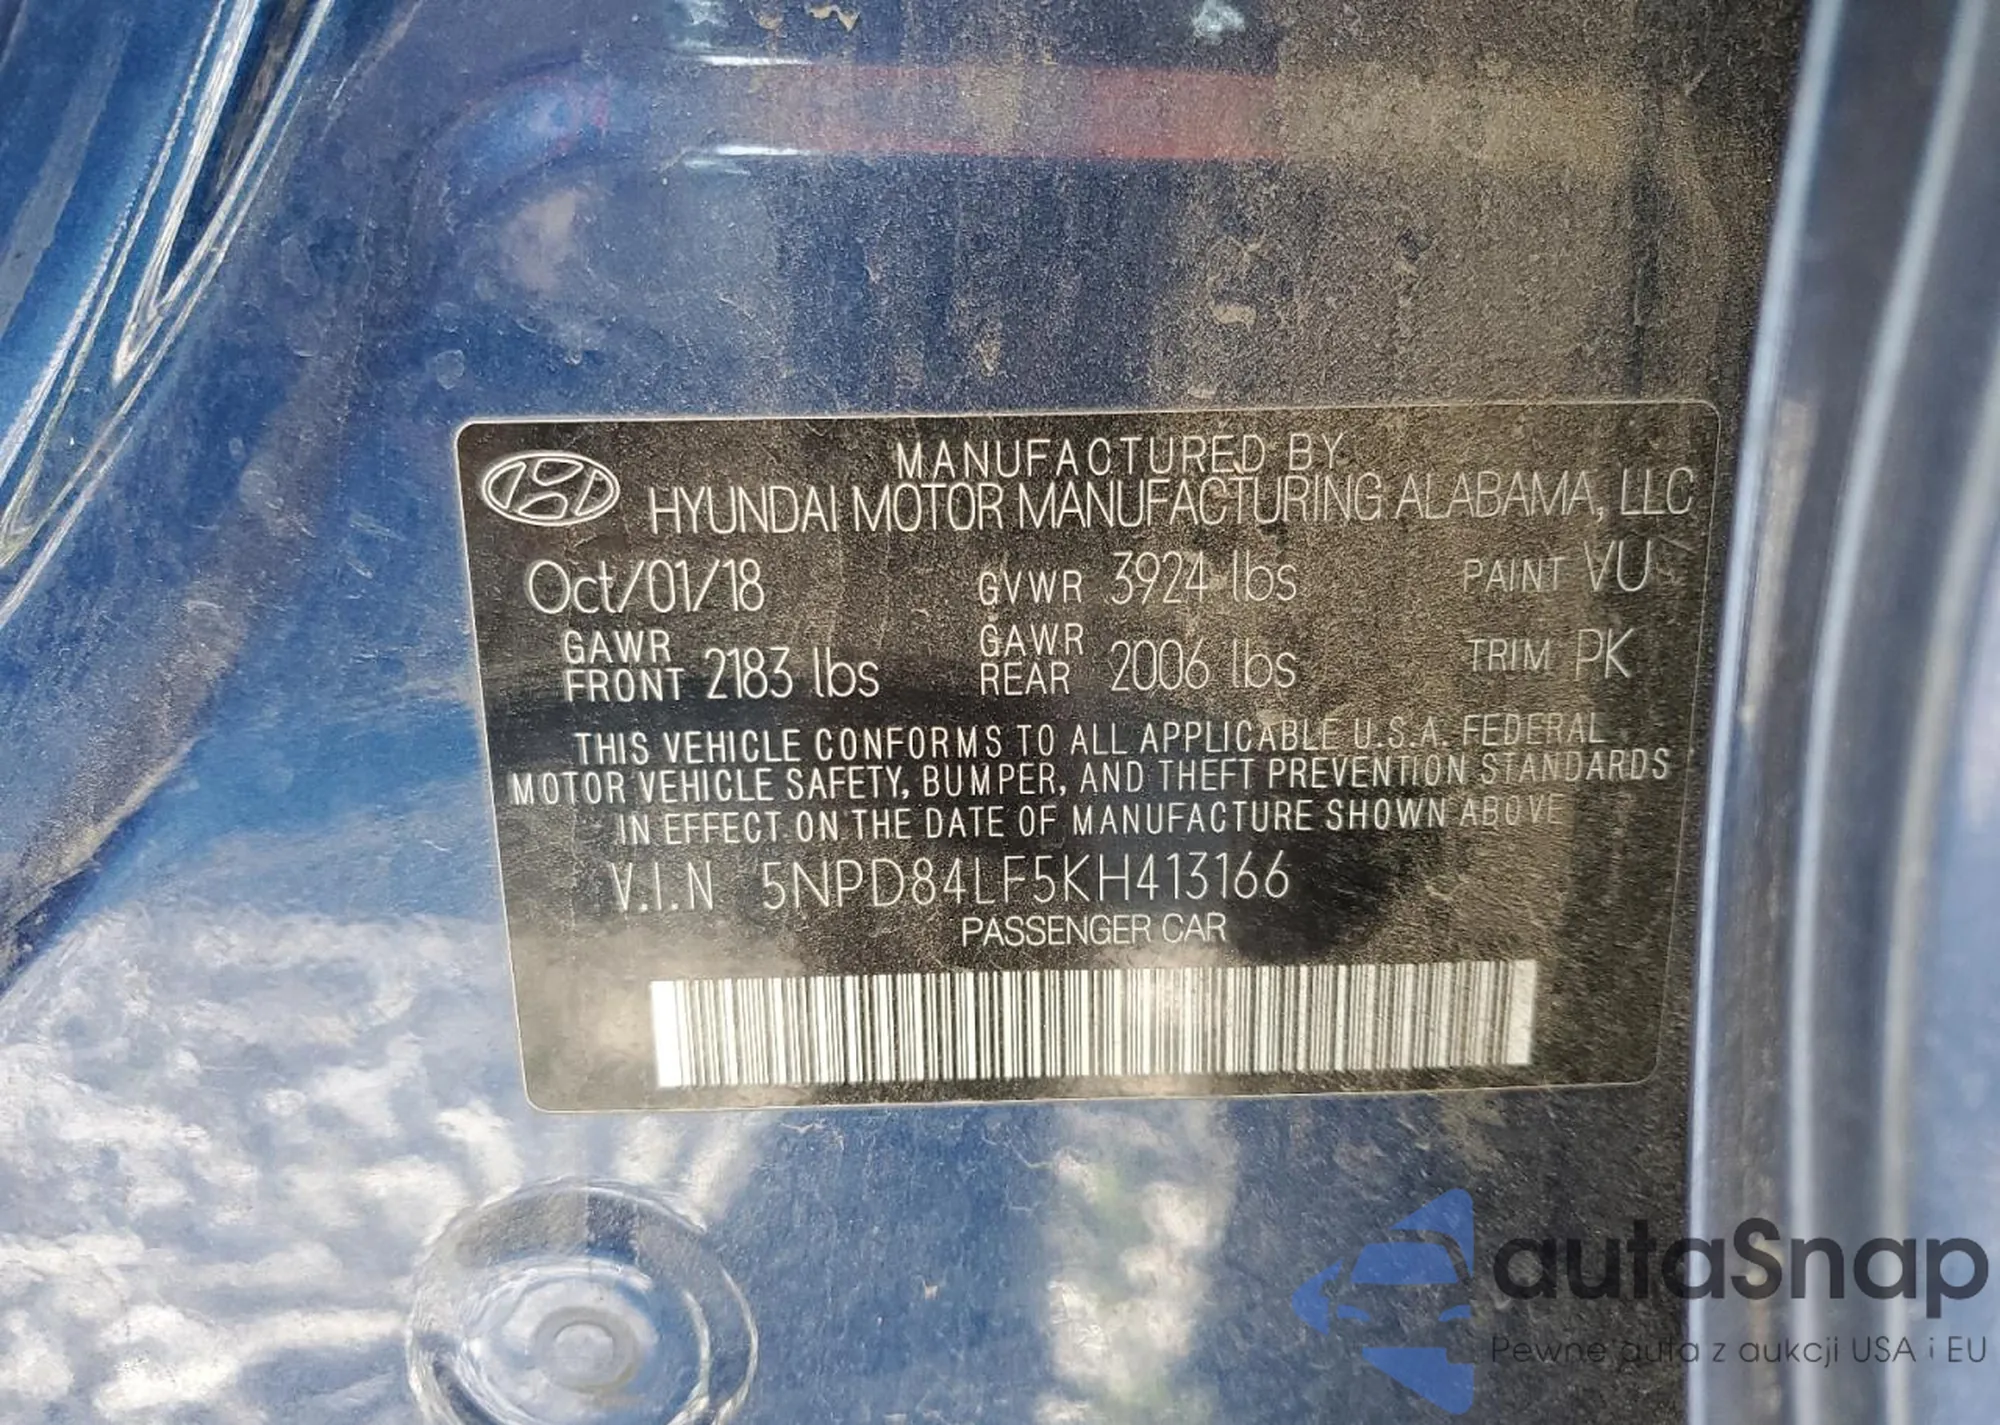 MANUFACTURED BY
HYUNDAI MOTOR MANUFACTURING ALABAMA, LLC
Oct/01/18 GVWR 3924 lbs PAINT VU
GAWR FRONT 2183 lbs GAWR REAR 2006 lbs TRIM PK
THIS VEHICLE CONFORMS TO ALL APPLICABLE U.S.A. FEDERAL
MOTOR VEHICLE SAFETY, BUMPER, AND THEFT PREVENTION STANDARDS
IN EFFECT ON THE DATE OF MANUFACTURE SHOWN ABOVE
V.I.N 5NPD84LF5KH413166
PASSENGER CAR
autaSnap
Pewne auta z aukcji USA i EU